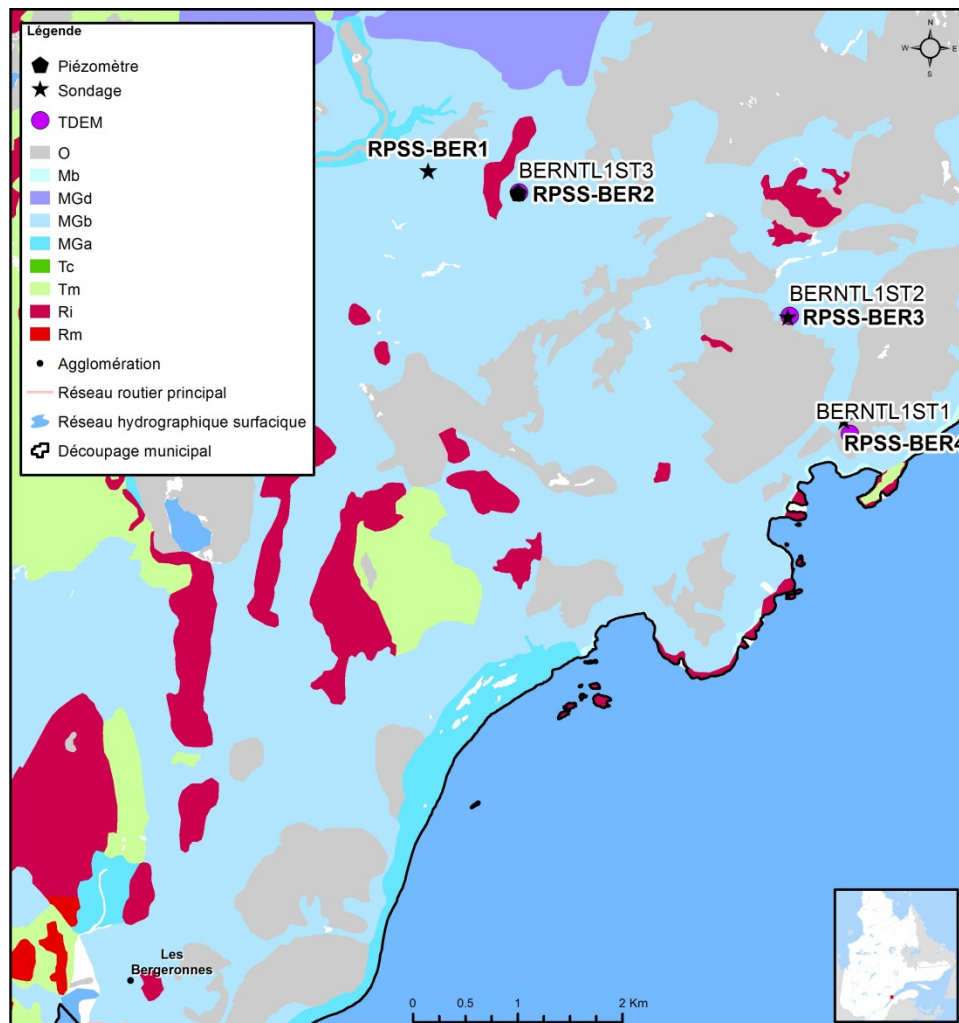 Légende
Piézomètre
Sondage
TDEM
O
Mb
MGd
MGb
MGa
Tc
Tm
Ri
Rm
Agglomération
Réseau routier principal
Réseau hydrographique surfacique
Découpage municipal
N
W E
S
RPSS-BER1
BERNTL1ST3
RPSS-BER2
BERNTL1ST2
RPSS-BER3
BERNTL1ST1
RPSS-BER4
Les
Bergeronnes
0 0.5 1 2 Km